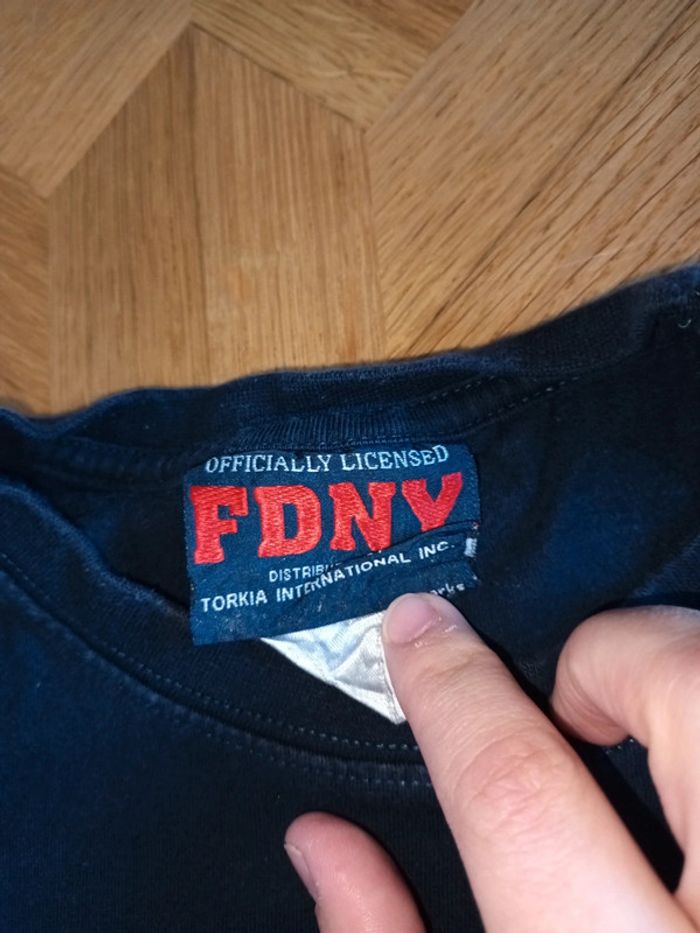 OFFICIALLY LICENSED
FDNY
TORKIA INTERNATIONAL INC.